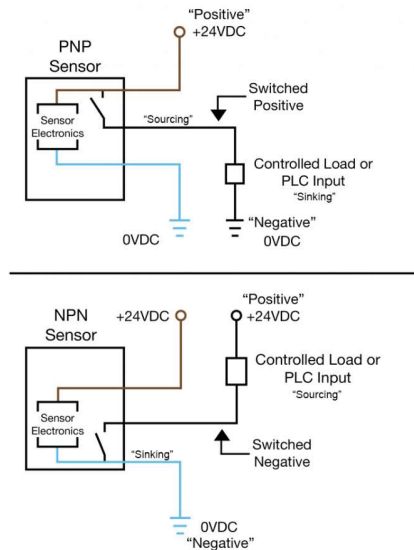 "Positive"
+24VDC
PNP
Sensor
Sensor
Electronics
"Sourcing"
Switched
Positive
Controlled Load or
PLC Input
"Sinking"
0VDC
"Negative"
0VDC
NPN
Sensor
+24VDC
"Positive"
+24VDC
Controlled Load or
PLC Input
"Sourcing"
Sensor
Electronics
"Sinking"
Switched
Negative
0VDC
"Negative"